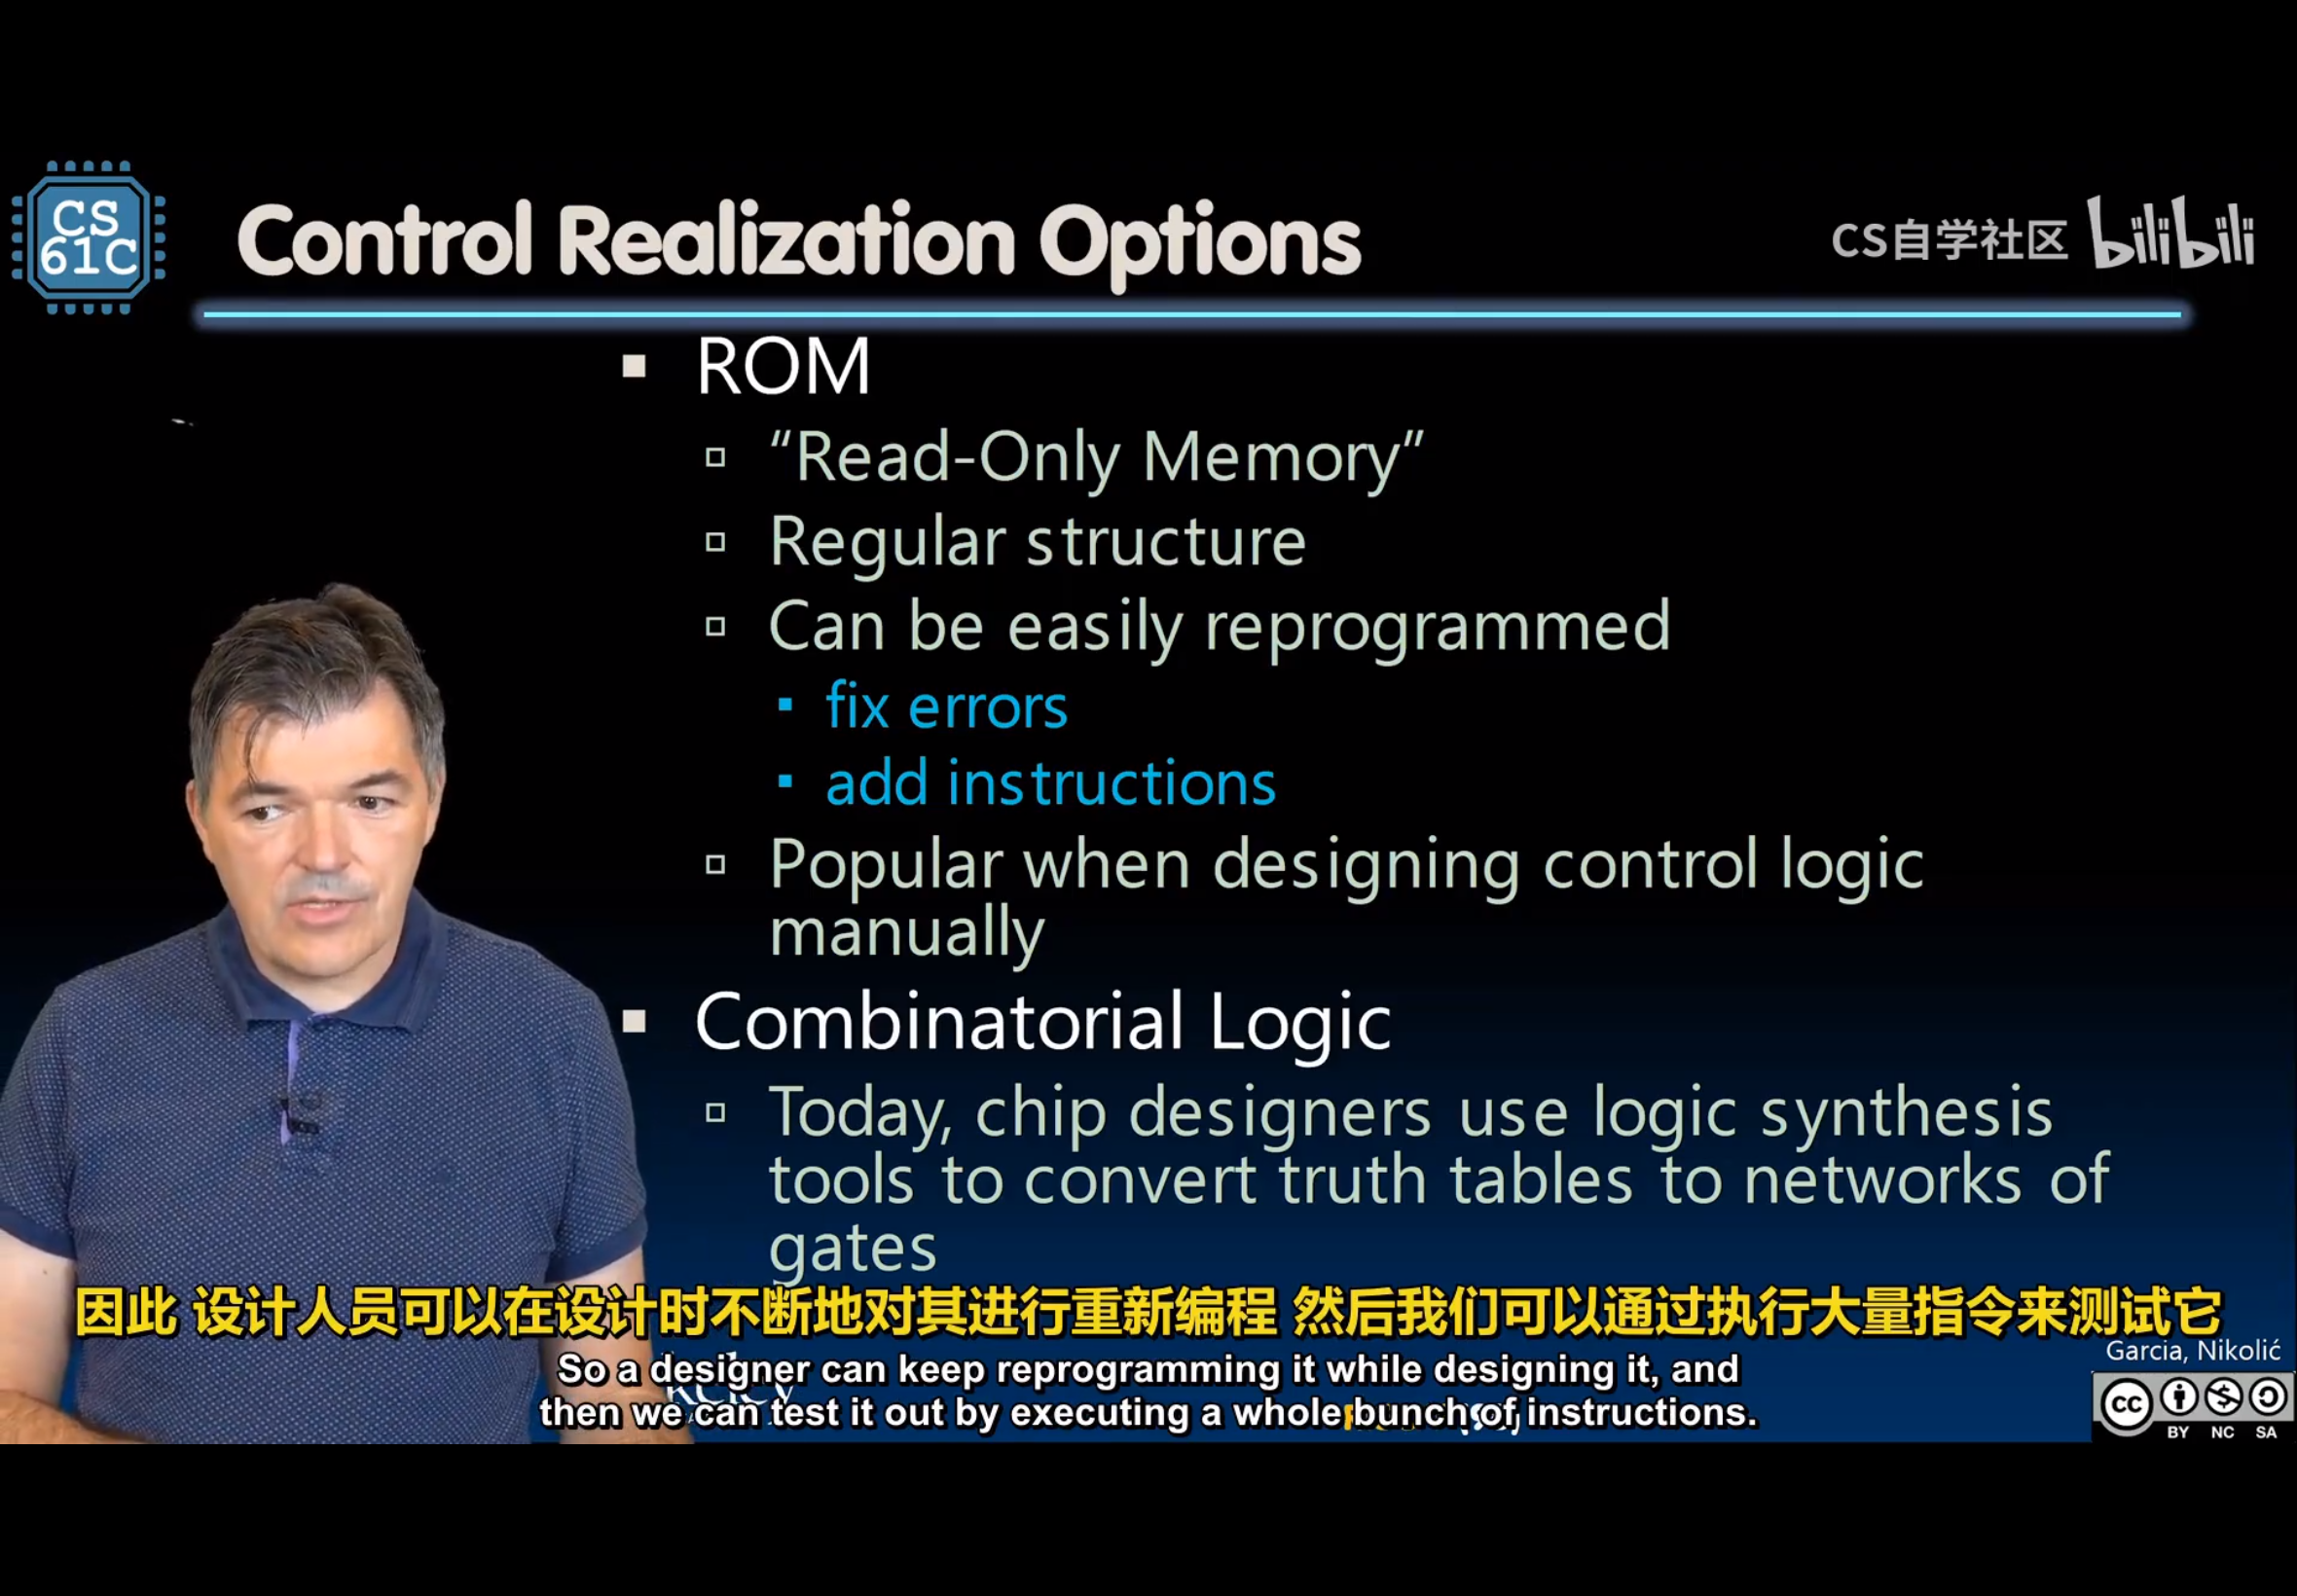 CS
61C
Control Realization Options
CS自学社区 bilibili
ROM
“Read-Only Memory”
Regular structure
Can be easily reprogrammed
fix errors
add instructions
Popular when designing control logic
manually
Combinatorial Logic
Today, chip designers use logic synthesis
tools to convert truth tables to networks of
gates
因此 设计人员可以在设计时不断地对其进行重新编程 然后我们可以通过执行大量指令来测试它
So a designer can keep reprogramming it while designing it, and
then we can test it out by executing a whole bunch of instructions.
Garcia, Nikolić
cc
BY NC SA